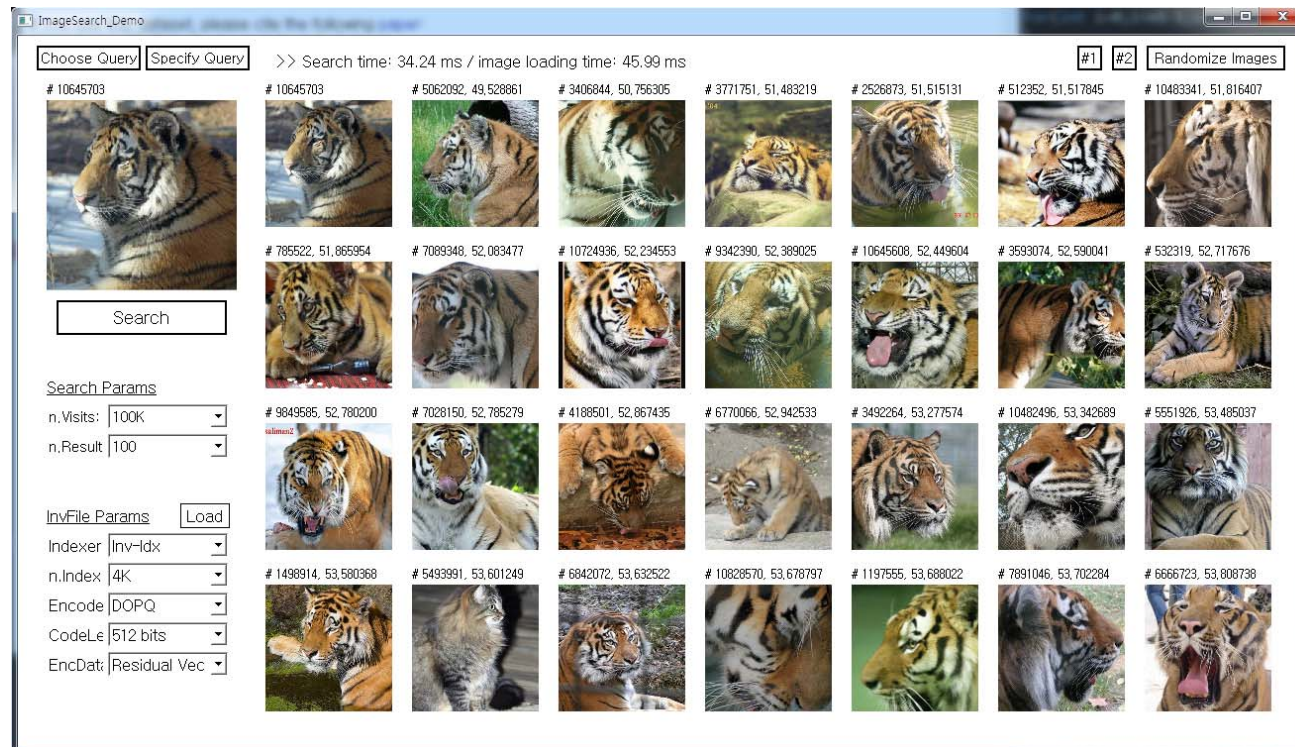 ImageSearch_Demo
Choose Query Specify Query >> Search time: 34.24 ms / image loading time: 45.99 ms #1 #2 Randomize Images
# 10645703 # 10645703 # 5062092, 49,528861 # 3406844, 50,756305 # 3771751, 51,483219 # 2526873, 51,515131 # 512352, 51,517845 # 10483341, 51,816407
# 785522, 51,865954 # 7089348, 52,083477 # 10724936, 52,234553 # 9342390, 52,389025 # 10645608, 52,449604 # 3593074, 52,590041 # 532319, 52,717676
Search
Search Params
n,Visits: 100K
n,Result 100
# 9849585, 52,780200 # 7028150, 52,785279 # 4188501, 52,867435 # 6770066, 52,942533 # 3492264, 53,277574 # 10482496, 53,342689 # 5551926, 53,485037
InvFile Params Load
Indexer Inv-Idx
n.Index 4K
Encode DOPQ
CodeLe 512 bits
EncData Residual Vec
# 1498914, 53,580368 # 5493991, 53,601249 # 6842072, 53,632522 # 10828570, 53,678797 # 1197555, 53,688022 # 7891046, 53,702284 # 6666723, 53,808738